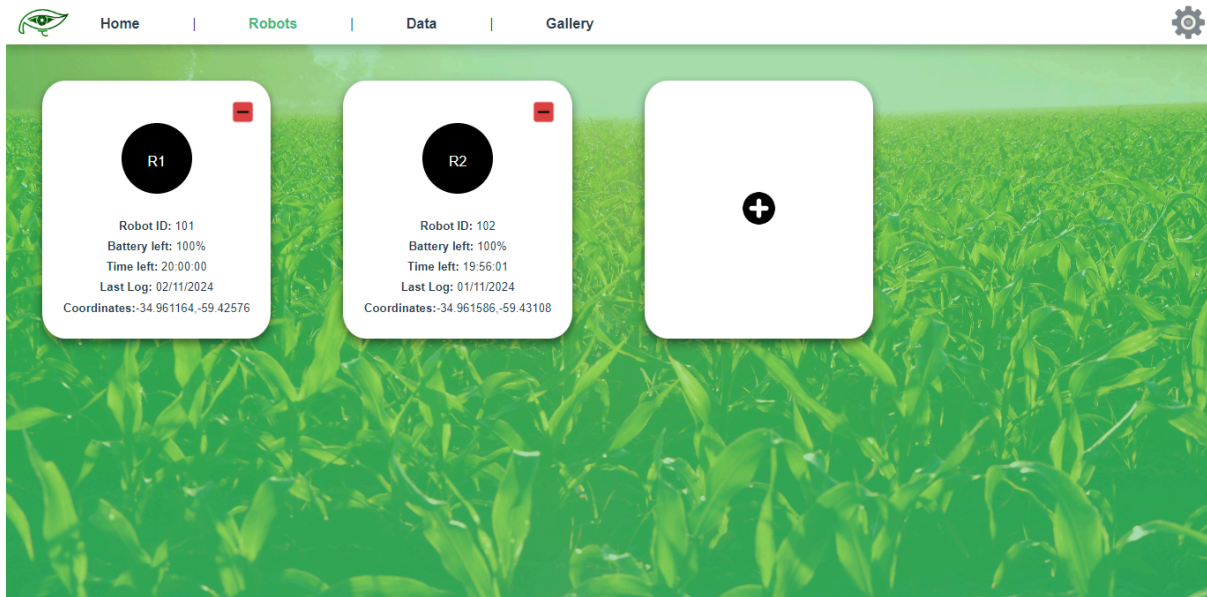 Home | Robots | Data | Gallery
R1
Robot ID: 101
Battery left: 100%
Time left: 20:00:00
Last Log: 02/11/2024
Coordinates:-34.961164,-59.42576
R2
Robot ID: 102
Battery left: 100%
Time left: 19:56:01
Last Log: 01/11/2024
Coordinates:-34.961586,-59.43108